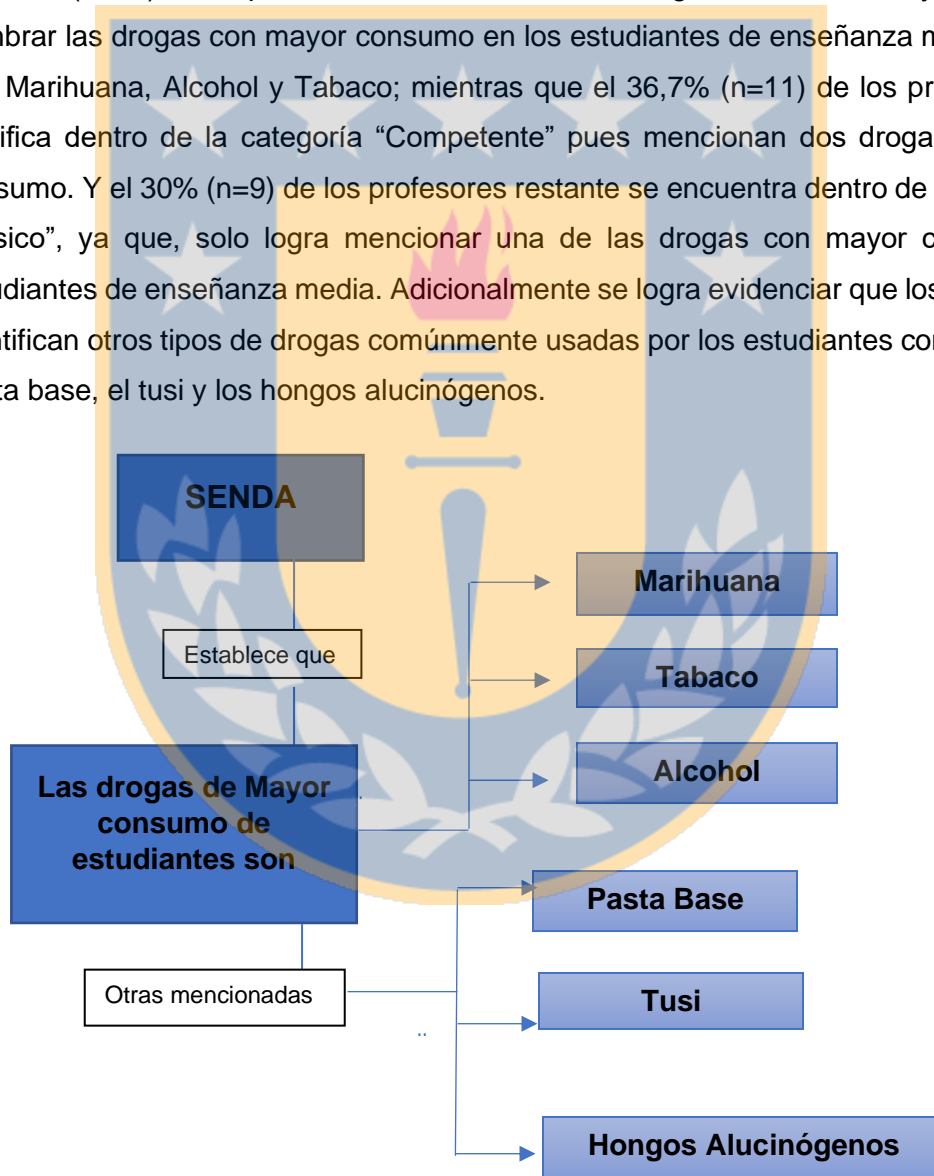 mbrar las drogas con mayor consumo en los estudiantes de enseñanza m
Marihuana, Alcohol y Tabaco; mientras que el 36,7% (n=11) de los pr
ifica dentro de la categoría “Competente” pues mencionan dos droga
sumo. Y el 30% (n=9) de los profesores restante se encuentra dentro de
sico”, ya que, solo logra mencionar una de las drogas con mayor c
udiantes de enseñanza media. Adicionalmente se logra evidenciar que los
ntifican otros tipos de drogas comúnmente usadas por los estudiantes cor
ta base, el tusi y los hongos alucinógenos.
SENDA
Establece que
Las drogas de Mayor
consumo de
estudiantes son
Marihuana
Tabaco
Alcohol
Otras mencionadas
..
Pasta Base
Tusi
Hongos Alucinógenos